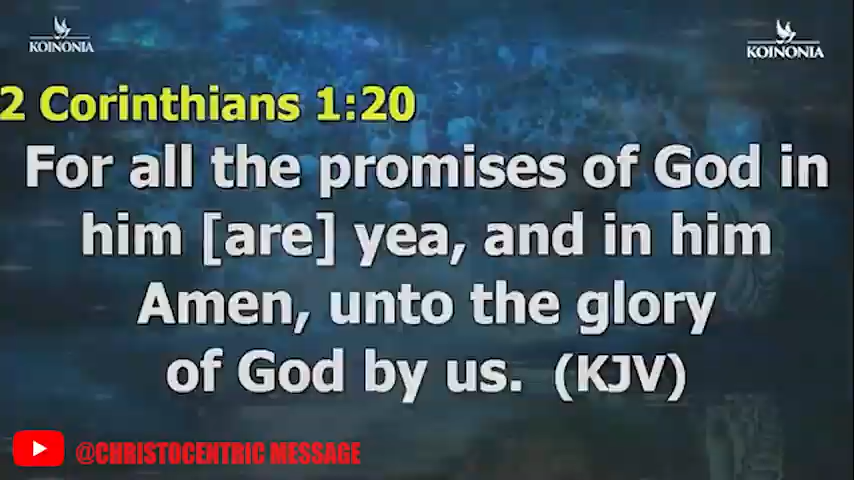 KOINONIA
KOINONIA
2 Corinthians 1:20
For all the promises of God in
him [are] yea, and in him
Amen, unto the glory
of God by us. (KJV)
@CHRISTOCENTRIC MESSAGE